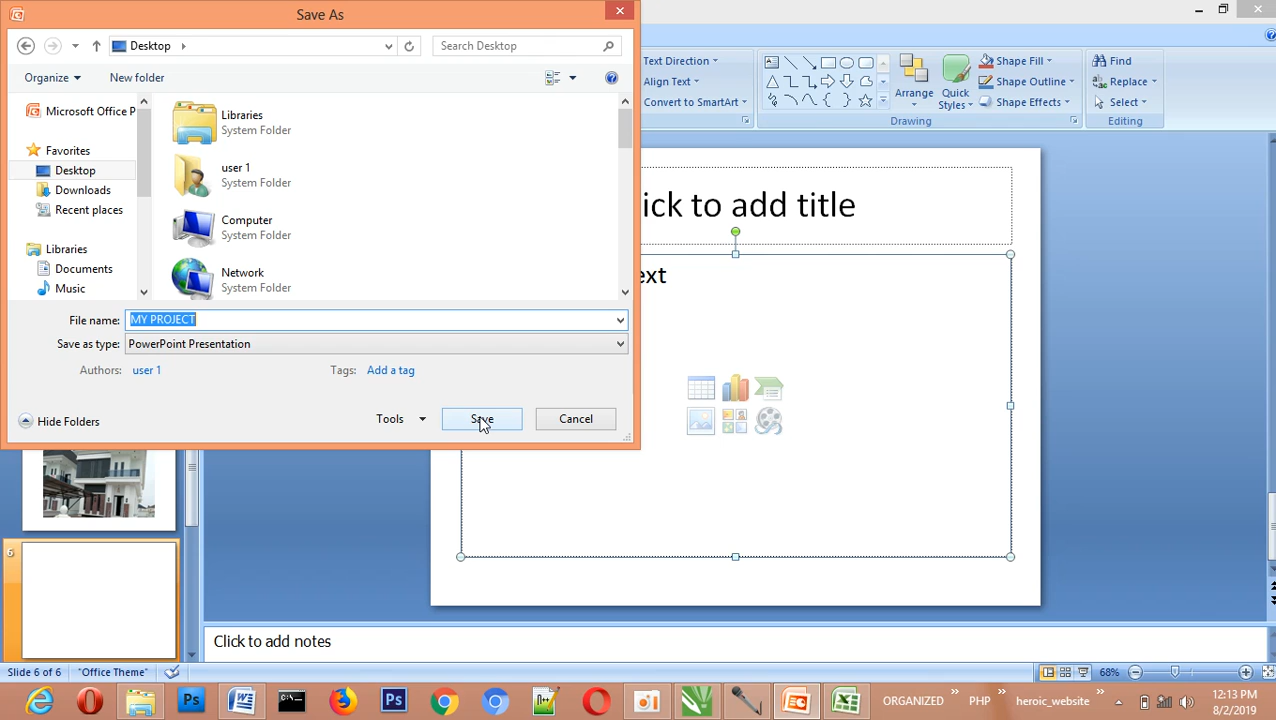 Save As
Desktop
Search Desktop
Organize
New folder
Microsoft Office P
Favorites
Desktop
Downloads
Recent places
Libraries
Documents
Music
Libraries
System Folder
user 1
System Folder
Computer
System Folder
Network
System Folder
File name: MY PROJECT
Save as type: PowerPoint Presentation
Authors: user 1
Tags: Add a tag
Hide Folders
Tools
Save
Cancel
Text Direction
Align Text
Convert to SmartArt
Arrange
Quick
Styles
Shape Fill
Shape Outline
Shape Effects
Drawing
Find
Replace
Select
Editing
ick to add title
ext
6
Click to add notes
Slide 6 of 6
"Office Theme"
68%
ORGANIZED
PHP
heroic_website
12:13 PM
8/2/2019